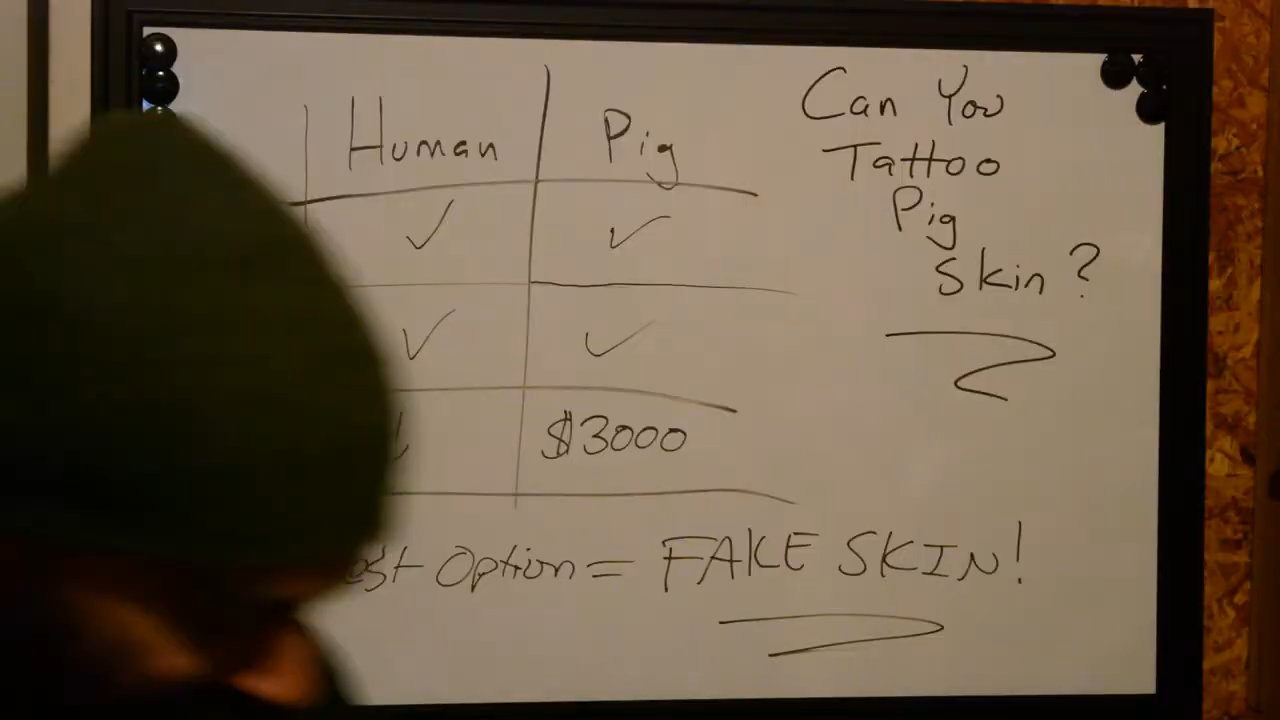 Human Pig
✓ ✓
✓ ✓
$3000
Option = FAKE SKIN!
Can You
Tattoo
Pig
Skin?